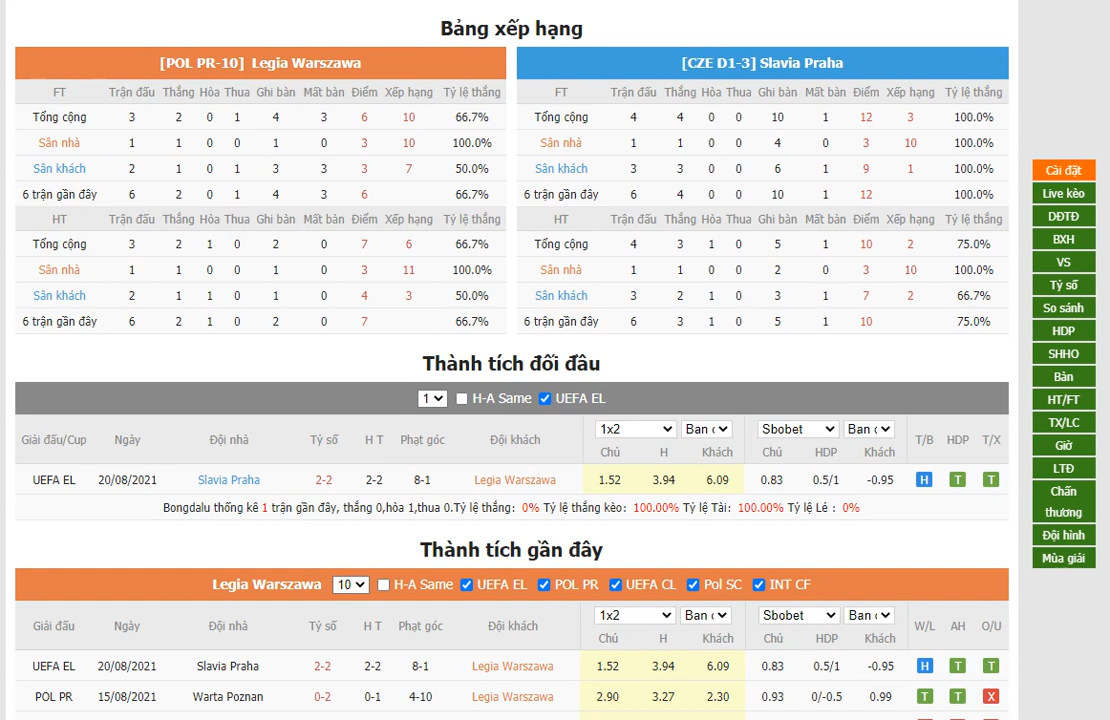 Bảng xếp hạng
[POL PR-10] Legia Warszawa
FT Trận đấu Thắng Hòa Thua Ghi bàn Mất bàn Điểm Xếp hạng Tỷ lệ thắng
Tổng cộng 3 2 0 1 4 3 6 10 66.7%
Sân nhà 1 1 0 0 1 0 3 10 100.0%
Sân khách 2 1 0 1 3 3 3 7 50.0%
6 trận gần đây 6 2 0 1 4 3 6 66.7%
HT Trận đấu Thắng Hòa Thua Ghi bàn Mất bàn Điểm Xếp hạng Tỷ lệ thắng
Tổng cộng 3 2 1 0 2 0 7 6 66.7%
Sân nhà 1 1 0 0 1 0 3 11 100.0%
Sân khách 2 1 1 0 1 0 4 3 50.0%
6 trận gần đây 6 2 1 0 2 0 7 66.7%
[CZE D1-3] Slavia Praha
FT Trận đấu Thắng Hòa Thua Ghi bàn Mất bàn Điểm Xếp hạng Tỷ lệ thắng
Tổng cộng 4 4 0 0 10 1 12 3 100.0%
Sân nhà 1 1 0 0 4 0 3 10 100.0%
Sân khách 3 3 0 0 6 1 9 1 100.0%
6 trận gần đây 6 4 0 0 10 1 12 100.0%
HT Trận đấu Thắng Hòa Thua Ghi bàn Mất bàn Điểm Xếp hạng Tỷ lệ thắng
Tổng cộng 4 3 1 0 5 1 10 2 75.0%
Sân nhà 1 1 0 0 2 0 3 10 100.0%
Sân khách 3 2 1 0 3 1 7 2 66.7%
6 trận gần đây 6 3 1 0 5 1 10 75.0%
Thành tích đối đầu
1 H-A Same UEFA EL
1x2 Ban c Sbobet Ban c
Giải đấu/Cup Ngày Đội nhà Tỷ số H T Phạt góc Đội khách Chủ H Khách Chủ HDP Khách T/B HDP T/X
UEFA EL 20/08/2021 Slavia Praha 2-2 2-2 8-1 Legia Warszawa 1.52 3.94 6.09 0.83 0.5/1 -0.95 H T T
Bongdalu thống kê 1 trận gần đây, thắng 0,hòa 1,thua 0.Tỷ lệ thắng: 0% Tỷ lệ thắng kèo: 100.00% Tỷ lệ Tài: 100.00% Tỷ lệ Lẻ : 0%
Thành tích gần đây
Legia Warszawa 10 H-A Same UEFA EL POL PR UEFA CL Pol SC INT CF
1x2 Ban c Sbobet Ban c
Giải đấu Ngày Đội nhà Tỷ số H T Phạt góc Đội khách Chủ H Khách Chủ HDP Khách W/L AH O/U
UEFA EL 20/08/2021 Slavia Praha 2-2 2-2 8-1 Legia Warszawa 1.52 3.94 6.09 0.83 0.5/1 -0.95 H T T
POL PR 15/08/2021 Warta Poznan 0-2 0-1 4-10 Legia Warszawa 2.90 3.27 2.30 0.93 0/-0.5 0.99 T T X
Cài đặt
Live kèo
DĐTĐ
BXH
VS
Tỷ số
So sánh
HDP
SHHO
Bàn
HT/FT
TX/LC
Giờ
LTĐ
Chấn
thương
Đội hình
Mùa giải